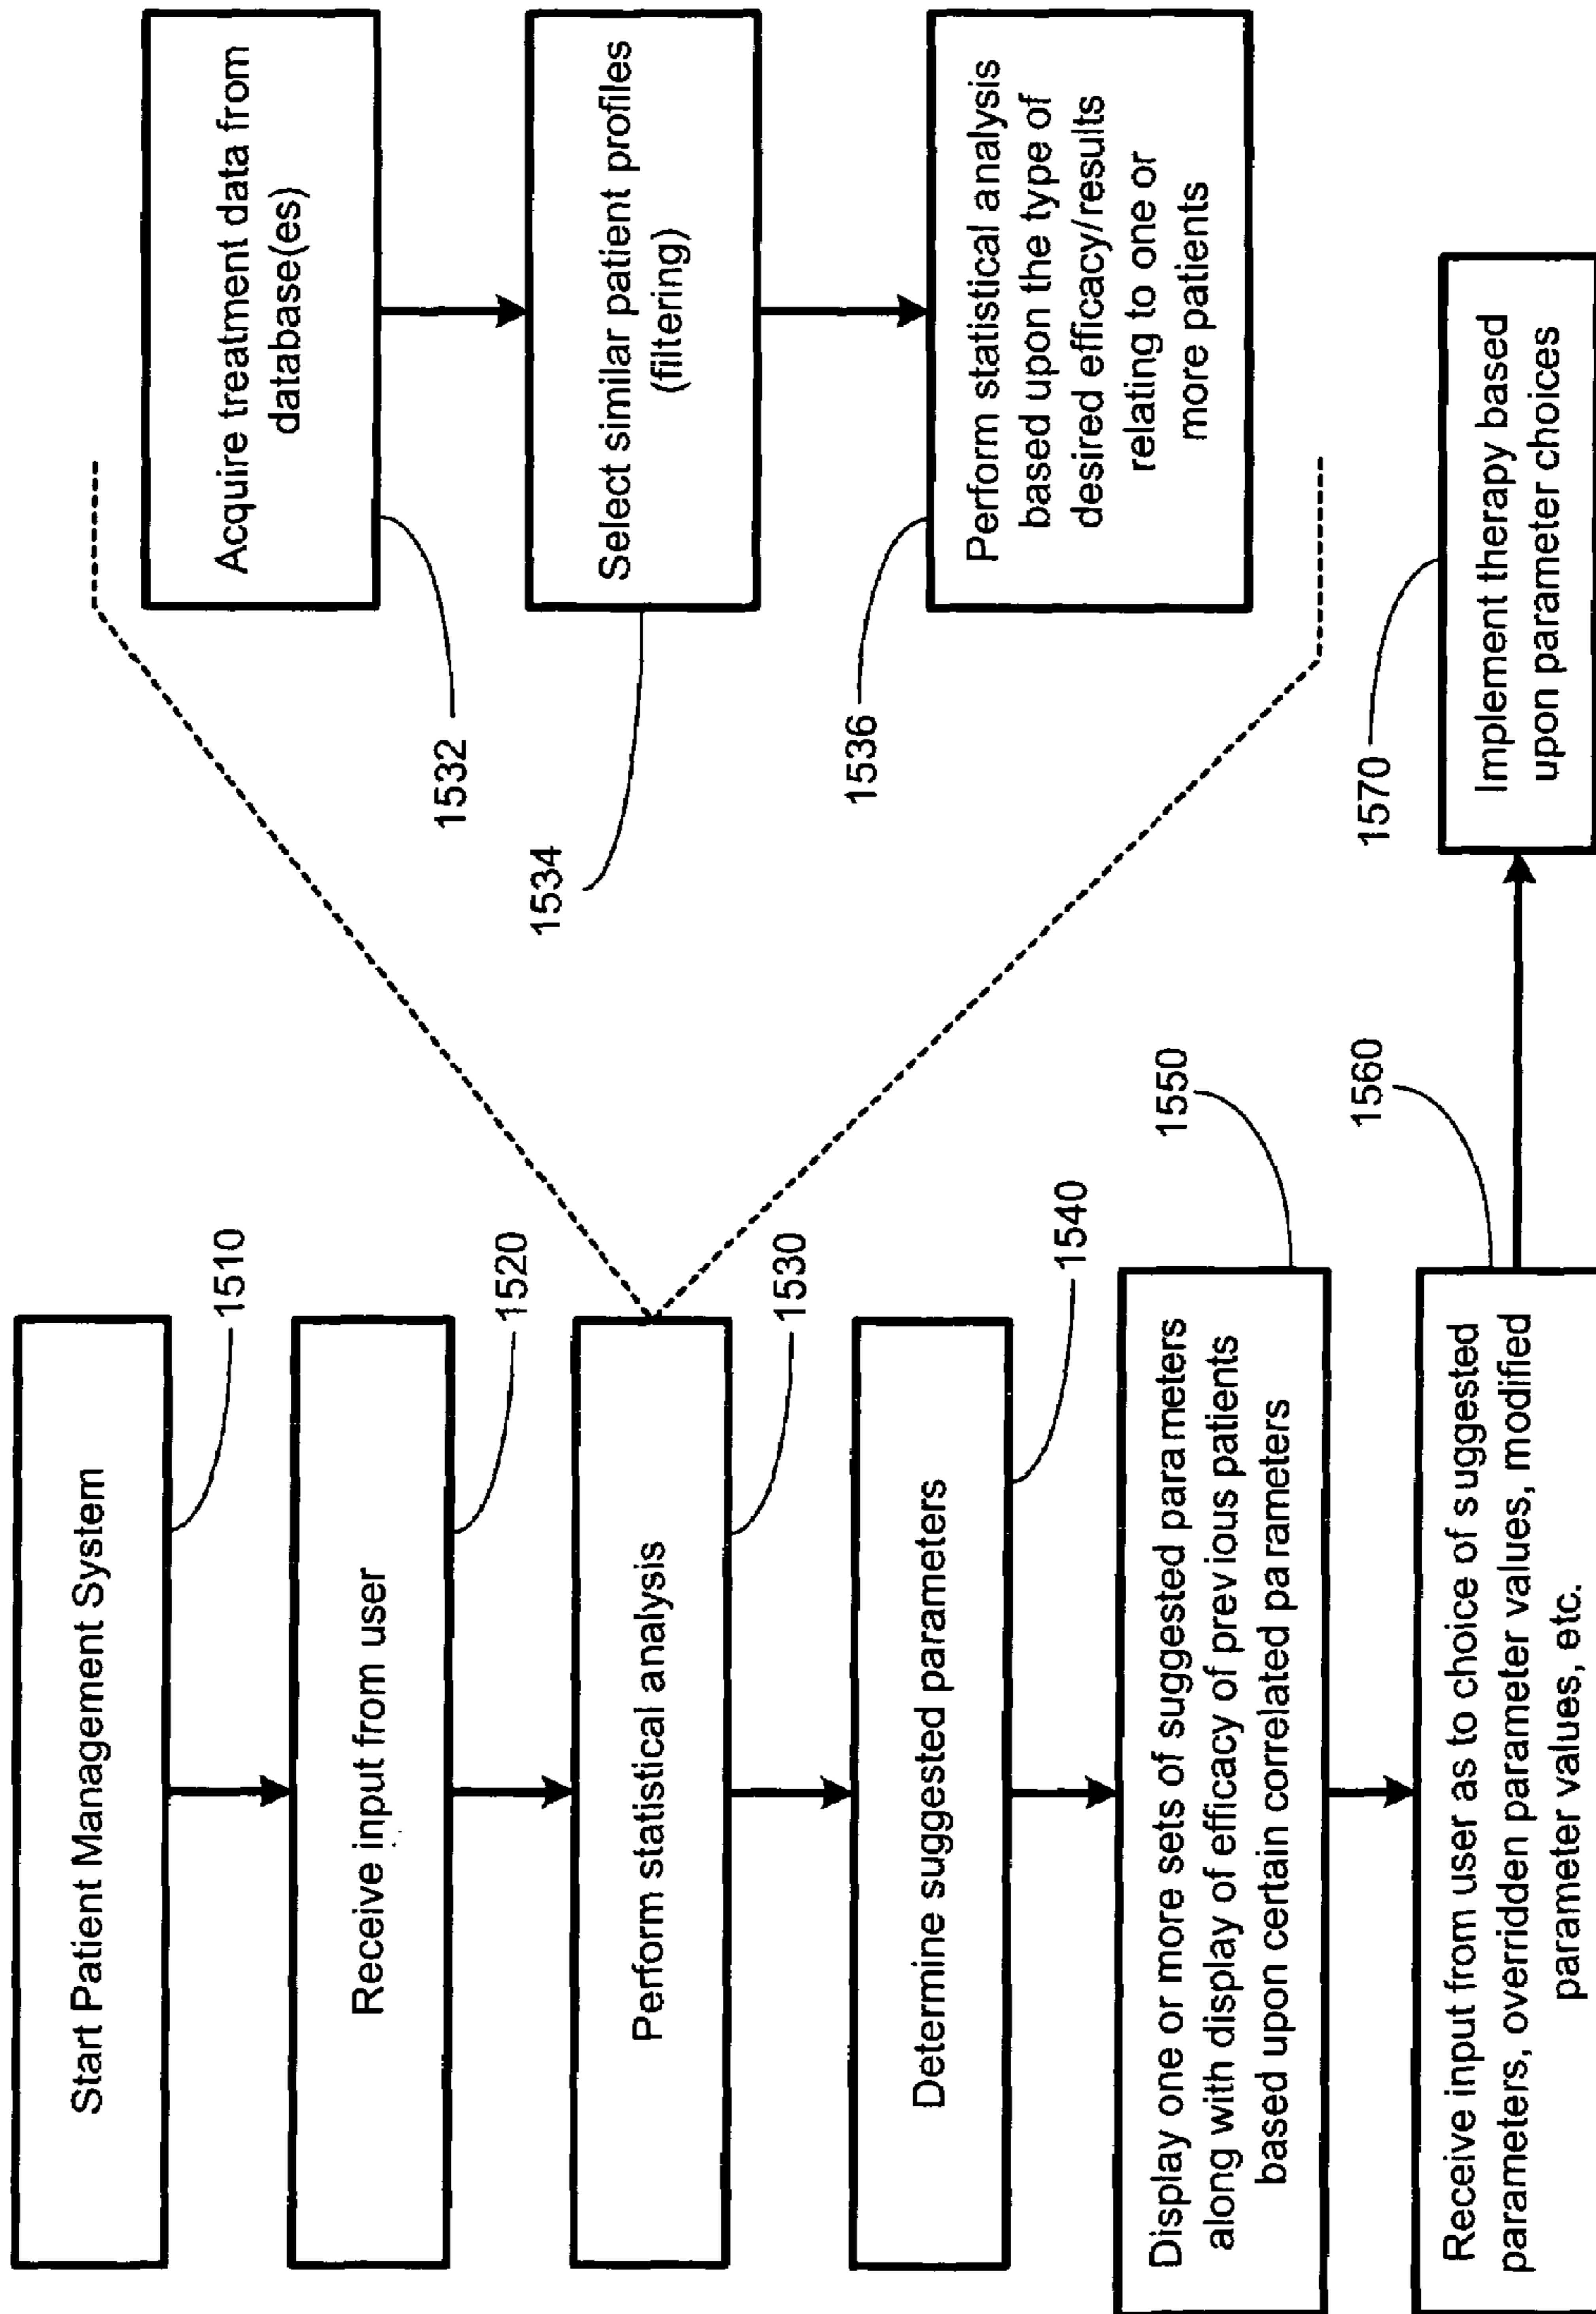 Start Patient Management System
1510
Receive input from user
1520
Perform statistical analysis
1530
Determine suggested parameters
1540
Display one or more sets of suggested parameters
along with display of efficacy of previous patients
based upon certain correlated parameters
1550
Receive input from user as to choice of suggested
parameters, overridden parameter values, modified
parameter values, etc.
1560
Acquire treatment data from
database(es)
1532
Select similar patient profiles
(filtering)
1534
Perform statistical analysis
based upon the type of
desired efficacy/results
relating to one or
more patients
1536
Implement therapy based
upon parameter choices
1570